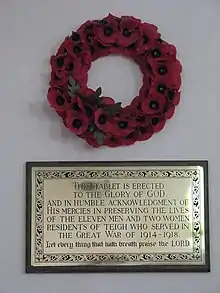 THIS TABLET IS ERECTED
TO THE GLORY OF GOD
AND IN HUMBLE ACKNOWLEDGMENT OF
HIS MERCIES IN PRESERVING THE LIVES
OF THE ELEVEN MEN AND TWO WOMEN
RESIDENTS OF TEIGH WHO SERVED IN
THE GREAT WAR OF 1914-1918.
Let every thing that hath breath praise the LORD